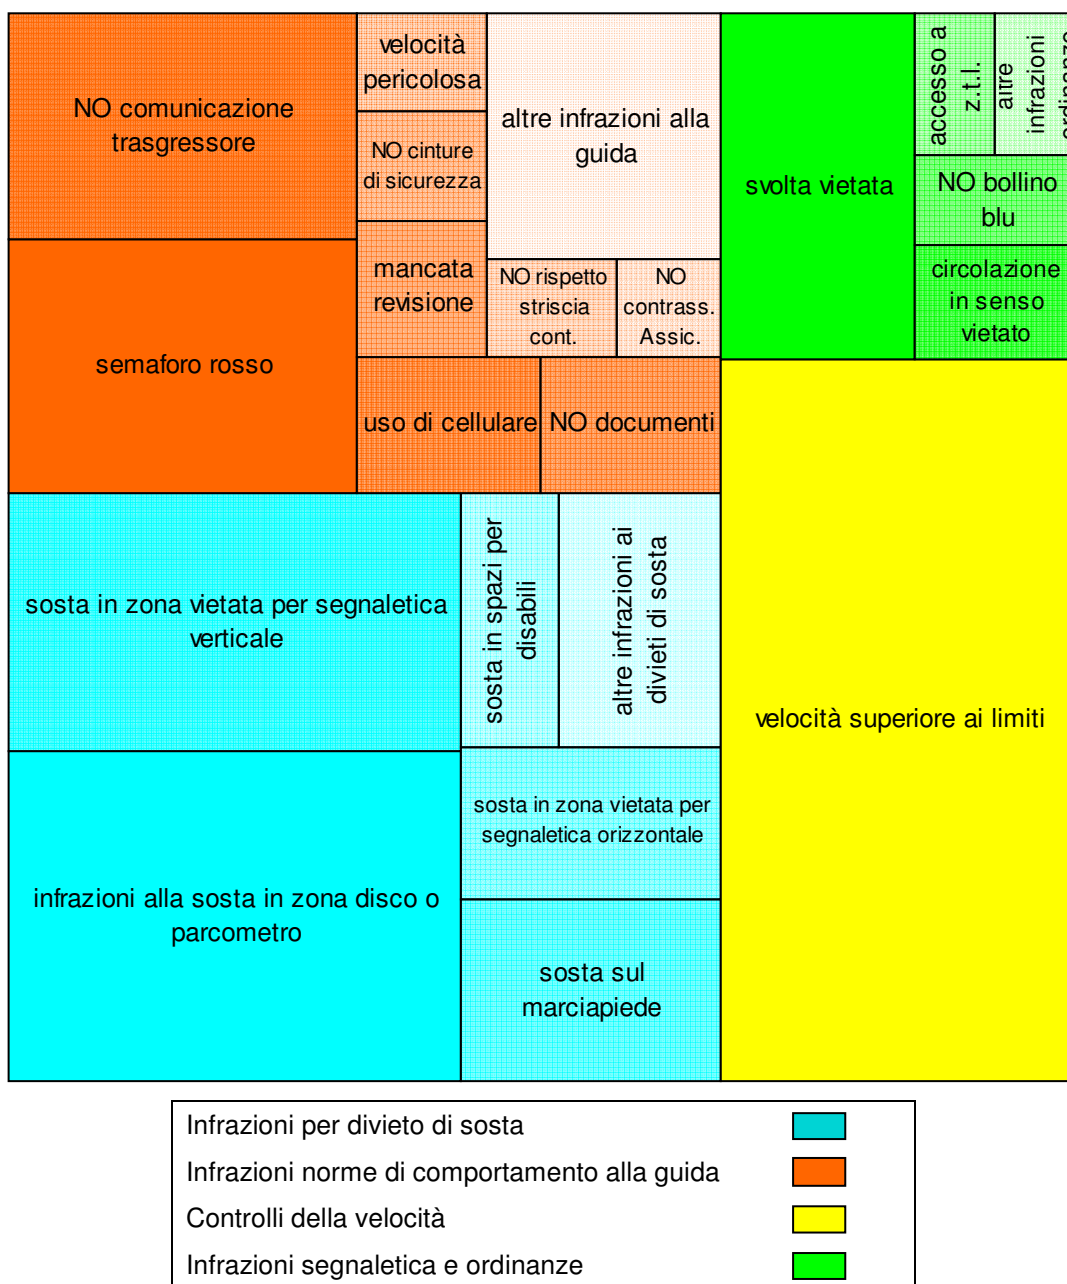 NO comunicazione
trasgressore
velocità
pericolosa
NO cinture
di sicurezza
mancata
revisione
altre infrazioni alla
guida
NO rispetto
striscia
cont.
NO
contrass.
Assic.
semaforo rosso
uso di cellulare
NO documenti
svolta vietata
accesso a
z.t.l.
altre
infrazioni
ordinanze
NO bollino
blu
circolazione
in senso
vietato
sosta in zona vietata per segnaletica
verticale
sosta in spazi per
disabili
altre infrazioni ai
divieti di sosta
velocità superiore ai limiti
sosta in zona vietata per
segnaletica orizzontale
infrazioni alla sosta in zona disco o
parcometro
sosta sul
marciapiede
Infrazioni per divieto di sosta
Infrazioni norme di comportamento alla guida
Controlli della velocità
Infrazioni segnaletica e ordinanze